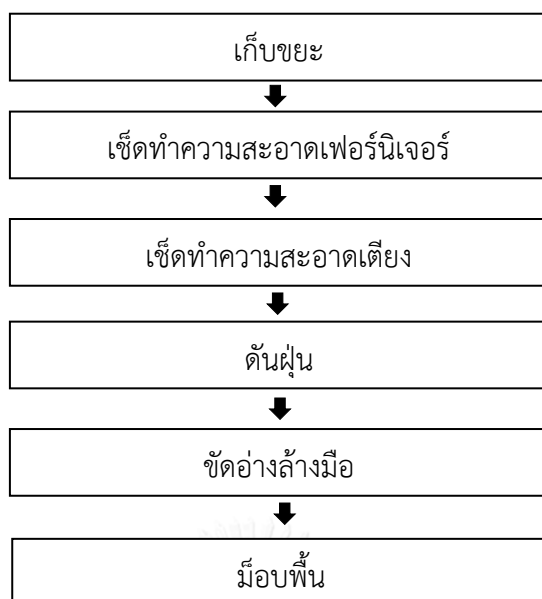 เก็บขยะ
เช็ดทำความสะอาดเฟอร์นิเจอร์
เช็ดทำความสะอาดเตียง
ดันฝุ่น
ขัดอ่างล้างมือ
ม็อบพื้น